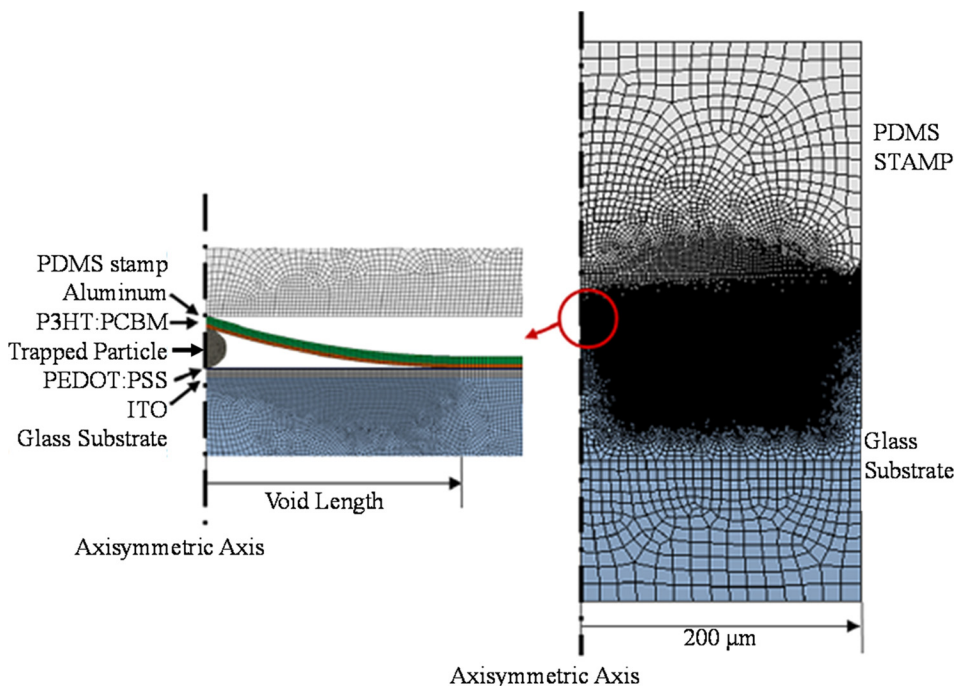 PDMS stamp
Aluminum
P3HT:PCBM
Trapped Particle
PEDOT:PSS
ITO
Glass Substrate
Void Length
Axisymmetric Axis
PDMS
STAMP
Glass
Substrate
200 µm
Axisymmetric Axis